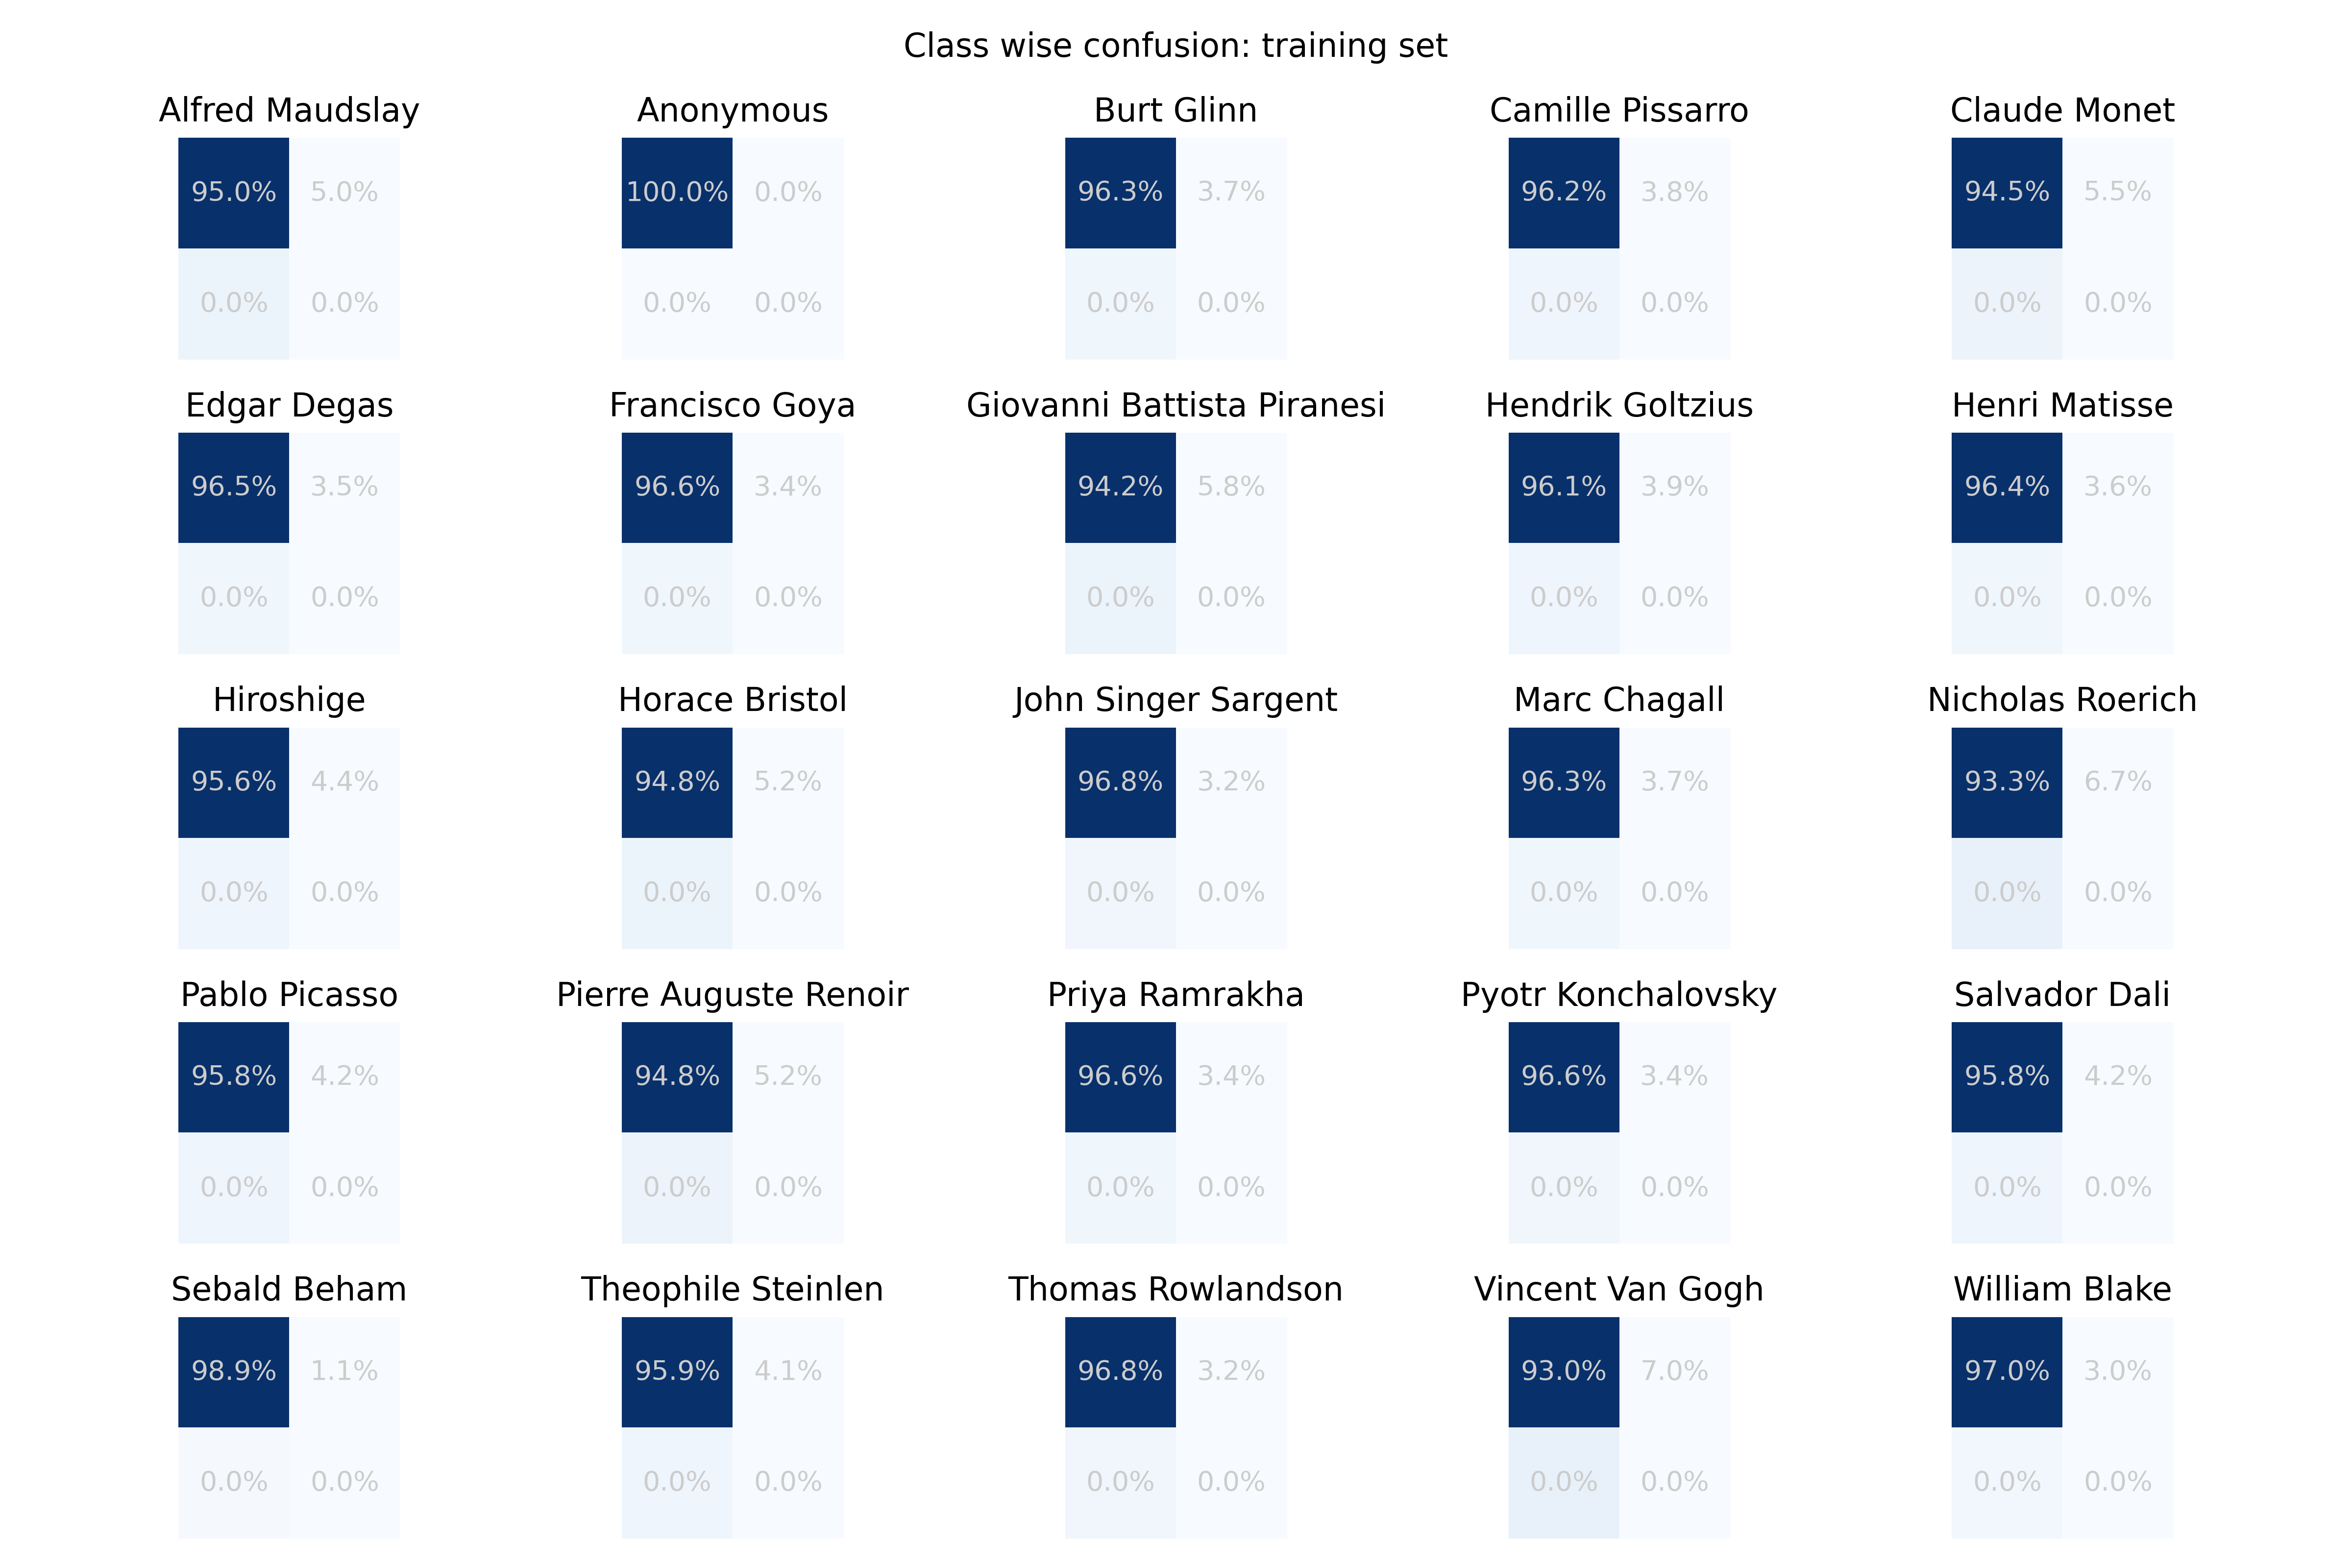 Class wise confusion: training set
Alfred Maudslay
95.0% 5.0%
0.0% 0.0%
Anonymous
100.0% 0.0%
0.0% 0.0%
Burt Glinn
96.3% 3.7%
0.0% 0.0%
Camille Pissarro
96.2% 3.8%
0.0% 0.0%
Claude Monet
94.5% 5.5%
0.0% 0.0%
Edgar Degas
96.5% 3.5%
0.0% 0.0%
Francisco Goya
96.6% 3.4%
0.0% 0.0%
Giovanni Battista Piranesi
94.2% 5.8%
0.0% 0.0%
Hendrik Goltzius
96.1% 3.9%
0.0% 0.0%
Henri Matisse
96.4% 3.6%
0.0% 0.0%
Hiroshige
95.6% 4.4%
0.0% 0.0%
Horace Bristol
94.8% 5.2%
0.0% 0.0%
John Singer Sargent
96.8% 3.2%
0.0% 0.0%
Marc Chagall
96.3% 3.7%
0.0% 0.0%
Nicholas Roerich
93.3% 6.7%
0.0% 0.0%
Pablo Picasso
95.8% 4.2%
0.0% 0.0%
Pierre Auguste Renoir
94.8% 5.2%
0.0% 0.0%
Priya Ramrakha
96.6% 3.4%
0.0% 0.0%
Pyotr Konchalovsky
96.6% 3.4%
0.0% 0.0%
Salvador Dali
95.8% 4.2%
0.0% 0.0%
Sebald Beham
98.9% 1.1%
0.0% 0.0%
Theophile Steinlen
95.9% 4.1%
0.0% 0.0%
Thomas Rowlandson
96.8% 3.2%
0.0% 0.0%
Vincent Van Gogh
93.0% 7.0%
0.0% 0.0%
William Blake
97.0% 3.0%
0.0% 0.0%